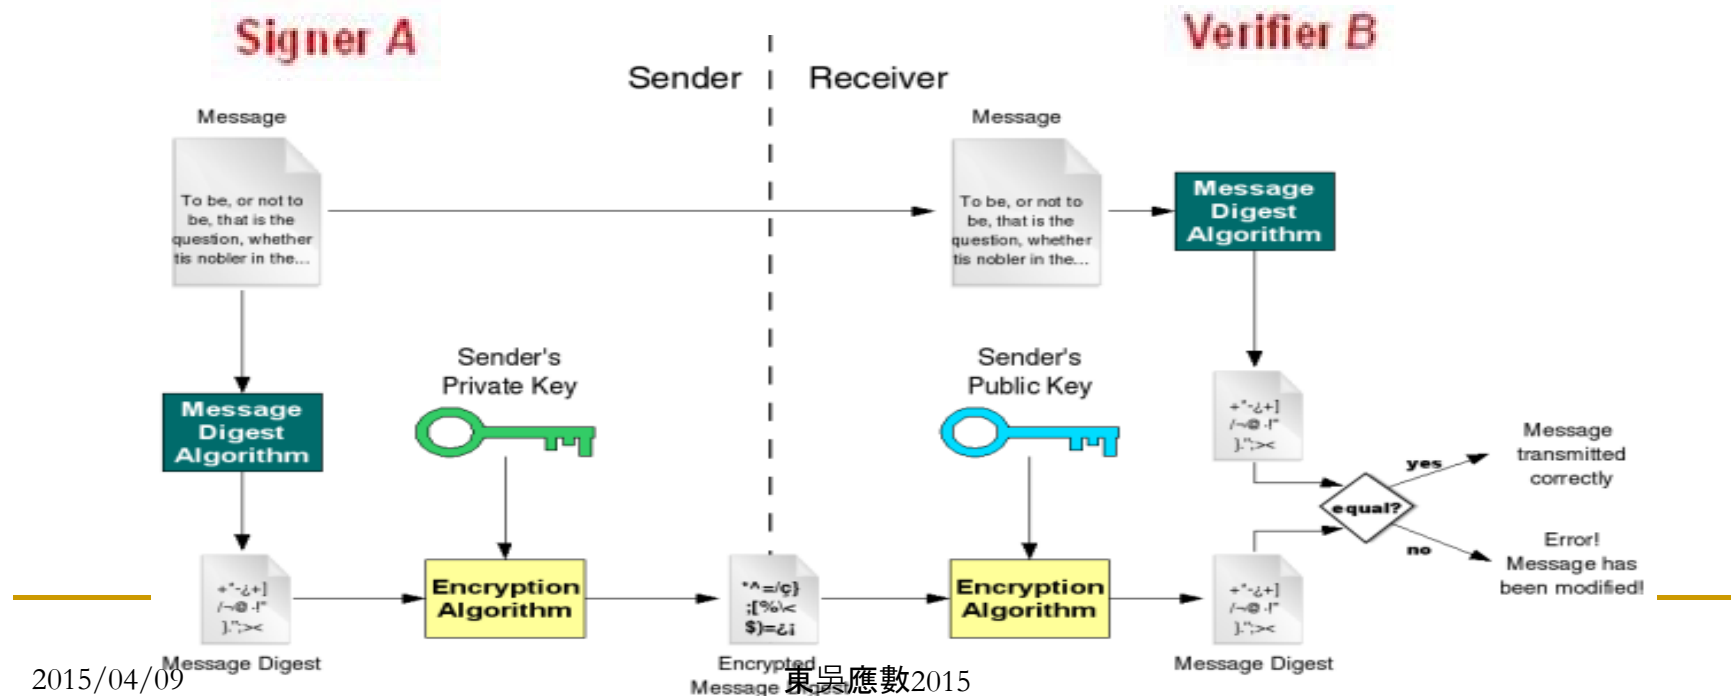 Signer A
Verifier B
Sender
Receiver
Message
To be, or not to
be, that is the
question, whether
tis nobler in the...
Message
To be, or not to
be, that is the
question, whether
tis nobler in the...
Message
Digest
Algorithm
Message
Digest
Algorithm
Sender's
Private Key
Sender's
Public Key
+*-¿+]
/¬@-!"
}.";><
Message Digest
Encryption
Algorithm
*^=/ç}
;[%\<
$}=¿¡
Encrypted
Message Digest
Encryption
Algorithm
+*-¿+]
/¬@-!"
}.";><
Message Digest
+*-¿+]
/¬@-!"
}.";><
equal?
yes
Message
transmitted
correctly
no
Error!
Message has
been modified!
2015/04/09
東吳應數2015